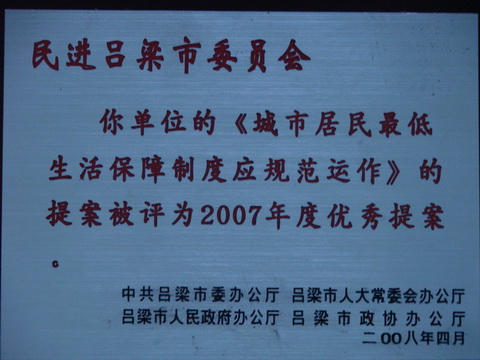 民进吕梁市委员会
你单位的《城市居民最低
生活保障制度应规范运作》的
提案被评为2007年度优秀提案
。
中共吕梁市委办公厅 吕梁市人大常委会办公厅
吕梁市人民政府办公厅 吕梁市政协办公厅
二〇〇八年四月